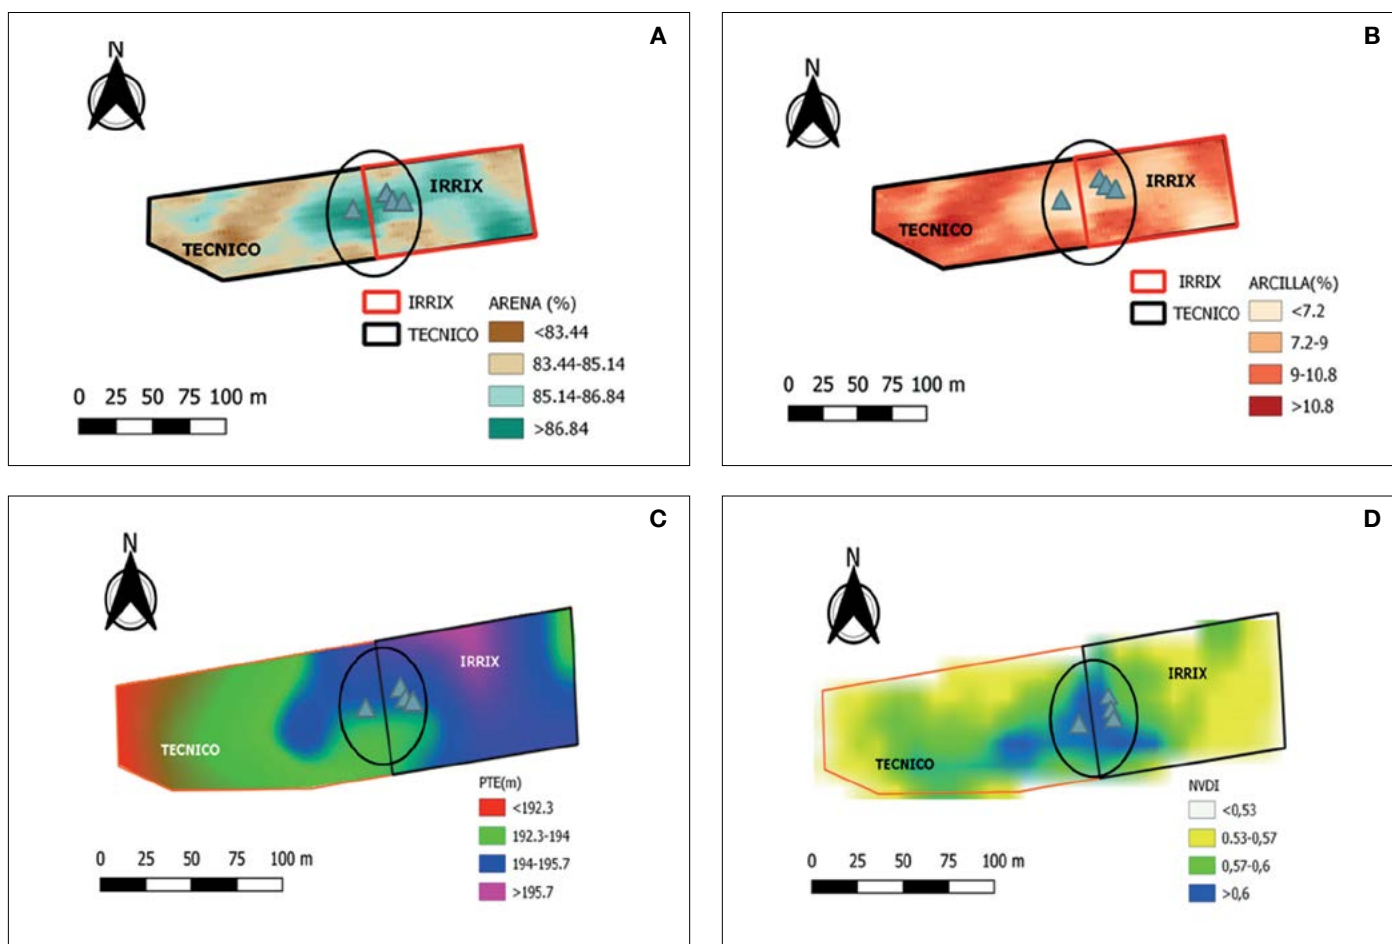 A
N
IRRIX
TECNICO
IRRIX
TECNICO
ARENA (%)
<83.44
83.44-85.14
85.14-86.84
>86.84
0 25 50 75 100 m
B
N
IRRIX
TECNICO
IRRIX
TECNICO
ARCILLA(%)
<7.2
7.2-9
9-10.8
>10.8
0 25 50 75 100 m
C
N
IRRIX
TECNICO
PTE(m)
<192.3
192.3-194
194-195.7
>195.7
0 25 50 75 100 m
D
N
IRRIX
TECNICO
NVDI
<0,53
0.53-0,57
0,57-0,6
>0,6
0 25 50 75 100 m